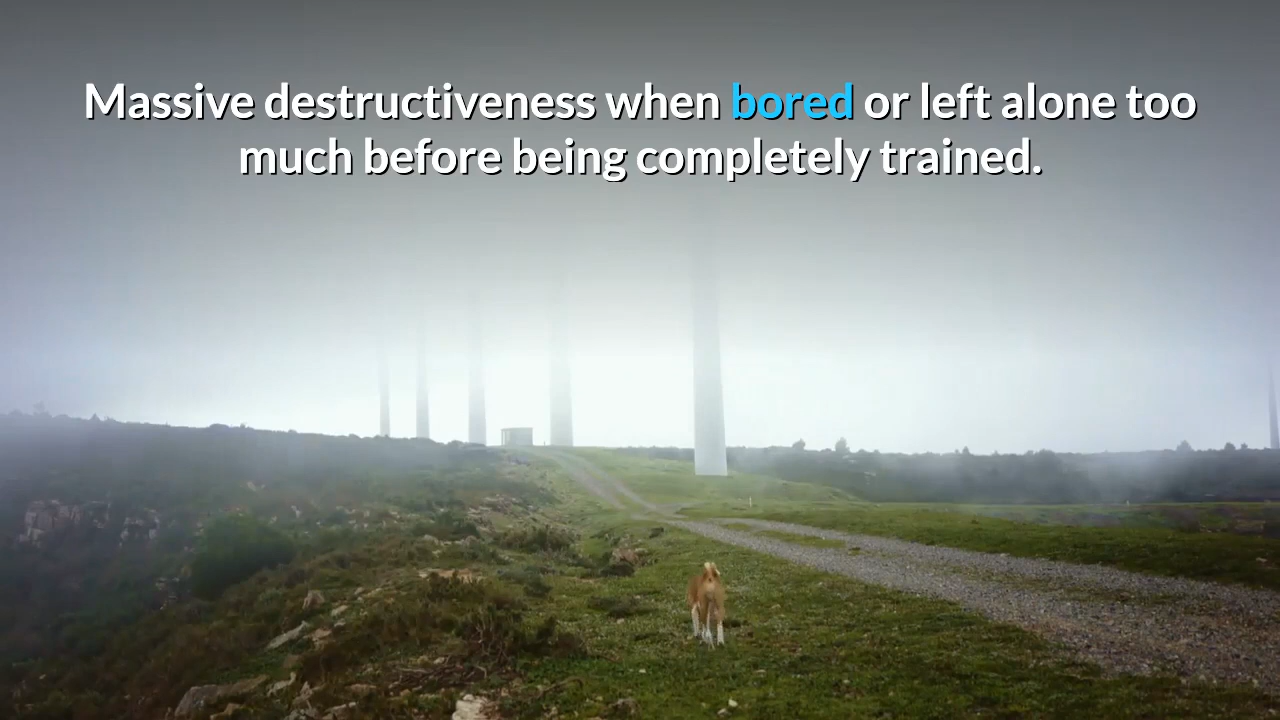 Massive destructiveness when bored or left alone too
much before being completely trained.